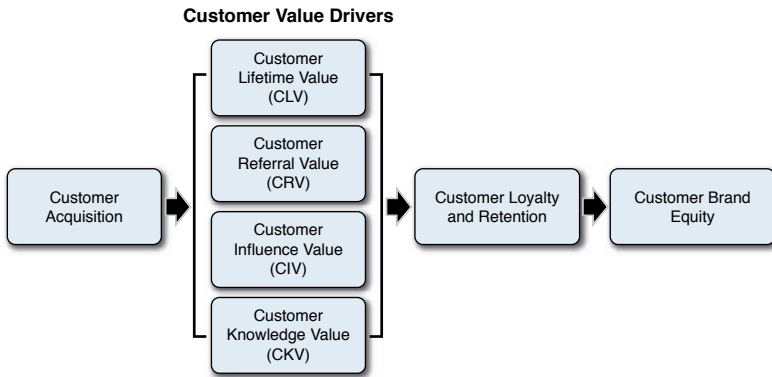 Customer Value Drivers
Customer
Lifetime Value
(CLV)
Customer
Referral Value
(CRV)
Customer
Acquisition
Customer Loyalty
and Retention
Customer Brand
Equity
Customer
Influence Value
(CIV)
Customer
Knowledge Value
(CKV)